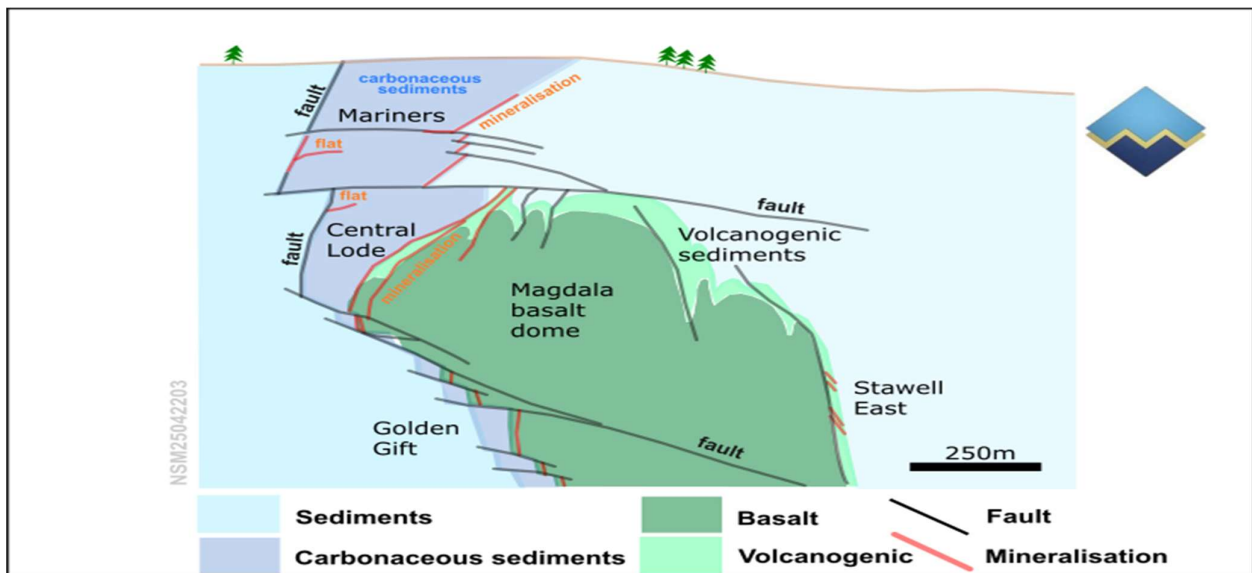 carbonaceous
sediments
fault
Mariners
mineralisation
flat
flat
fault
Central
Lode
fault
Volcanogenic
sediments
mineralisation
Magdala
basalt
dome
Stawell
East
NSM25042203
Golden
Gift
fault
250m
Sediments
Basalt
Fault
Carbonaceous sediments
Volcanogenic
Mineralisation